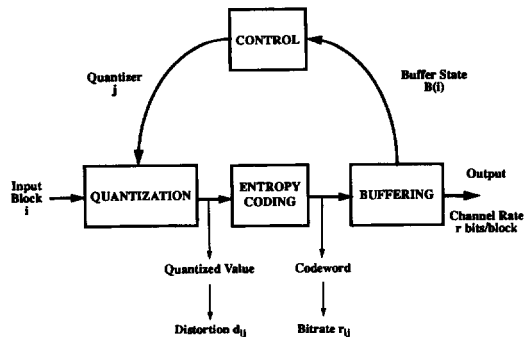 CONTROL
Quantizer
j
Buffer State
B(i)
Input
Block
i
QUANTIZATION
ENTROPY
CODING
BUFFERING
Output
Channel Rate
r bits/block
Quantized Value
Codeword
Distortion dij
Bitrate rij